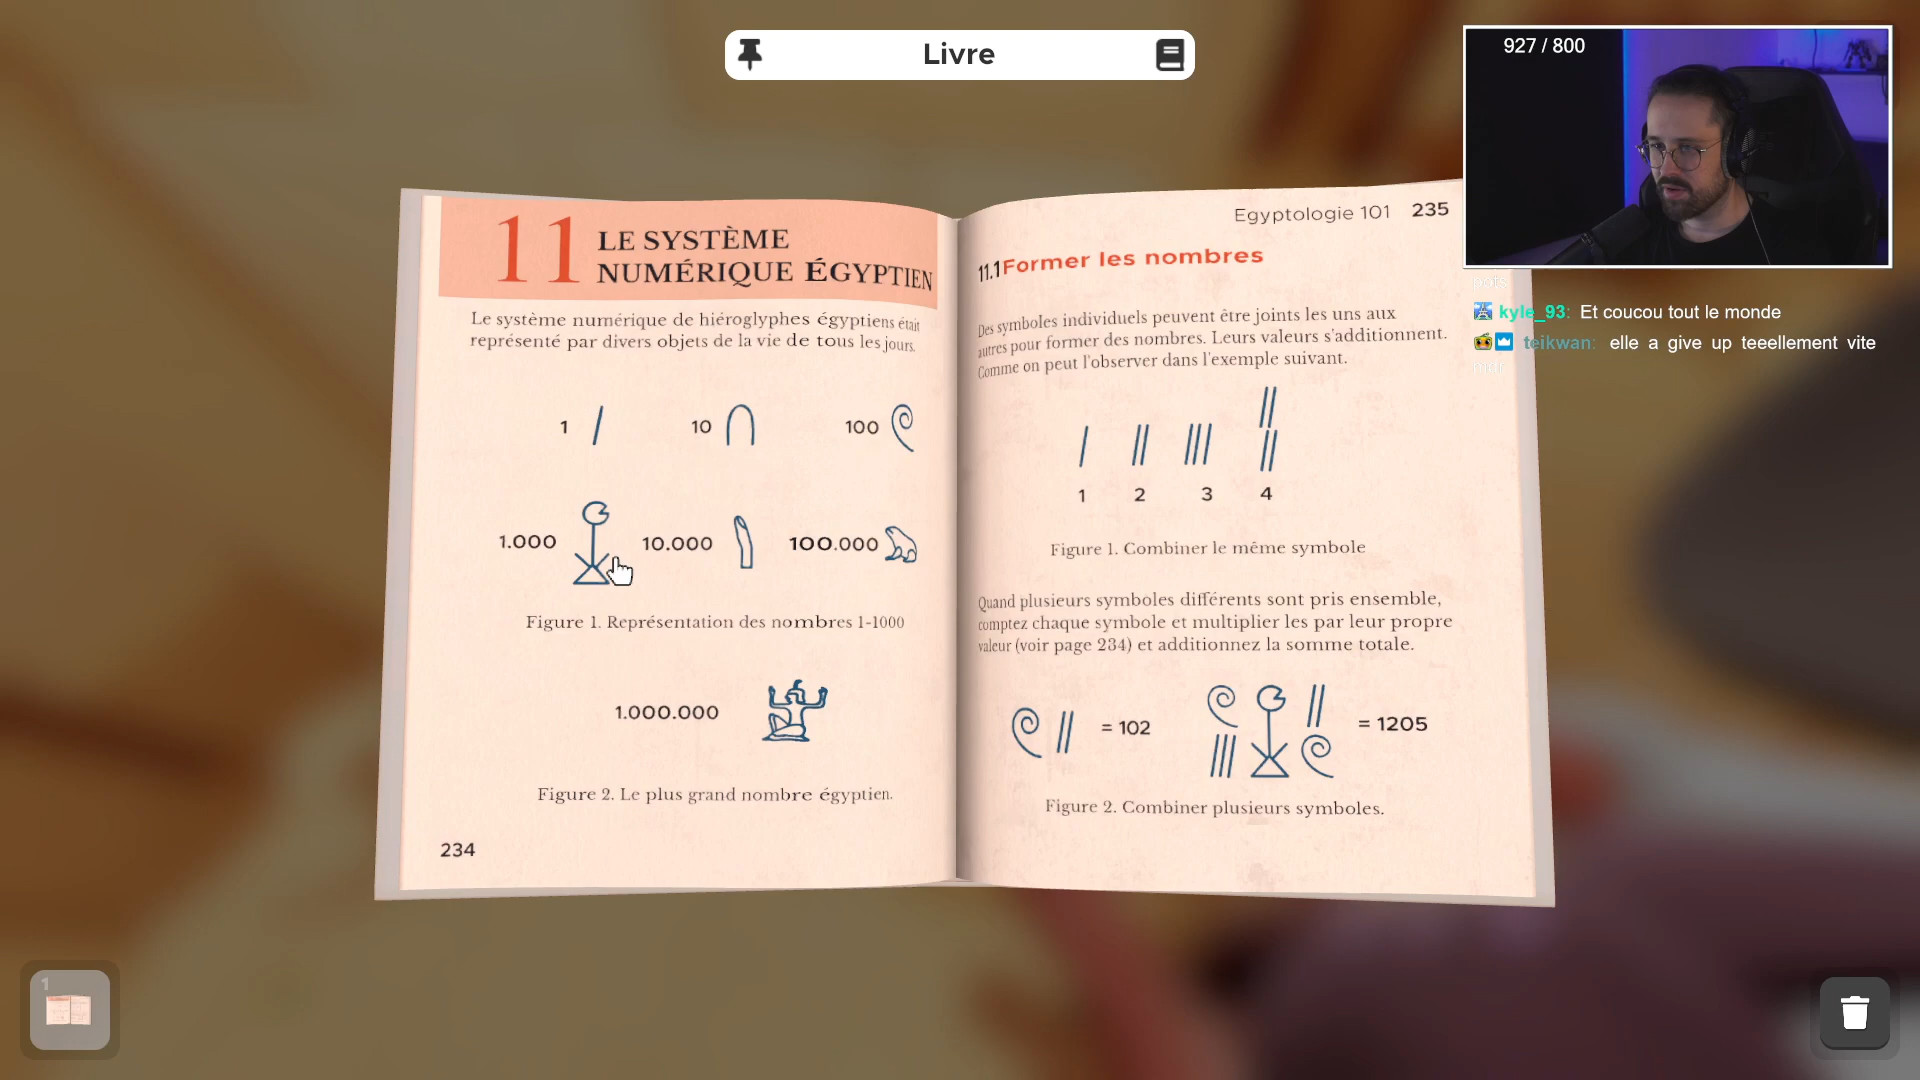 Livre
927 / 800
11 LE SYSTÈME
NUMÉRIQUE ÉGYPTIEN
Le système numérique de hiéroglyphes égyptiens était
représenté par divers objets de la vie de tous les jours.
1
10
100
1.000
10.000
100.000
Figure 1. Représentation des nombres 1-1000
1.000.000
Figure 2. Le plus grand nombre égyptien.
234
Egyptologie 101 235
11.1 Former les nombres
Des symboles individuels peuvent être joints les uns aux
autres pour former des nombres. Leurs valeurs s'additionnent.
Comme on peut l'observer dans l'exemple suivant.
1 2 3 4
Figure 1. Combiner le même symbole
Quand plusieurs symboles différents sont pris ensemble,
comptez chaque symbole et multiplier les par leur propre
valeur (voir page 234) et additionnez la somme totale.
= 102
= 1205
Figure 2. Combiner plusieurs symboles.
pots
kyle_93: Et coucou tout le monde
teikwan: elle a give up teeellement vite
1